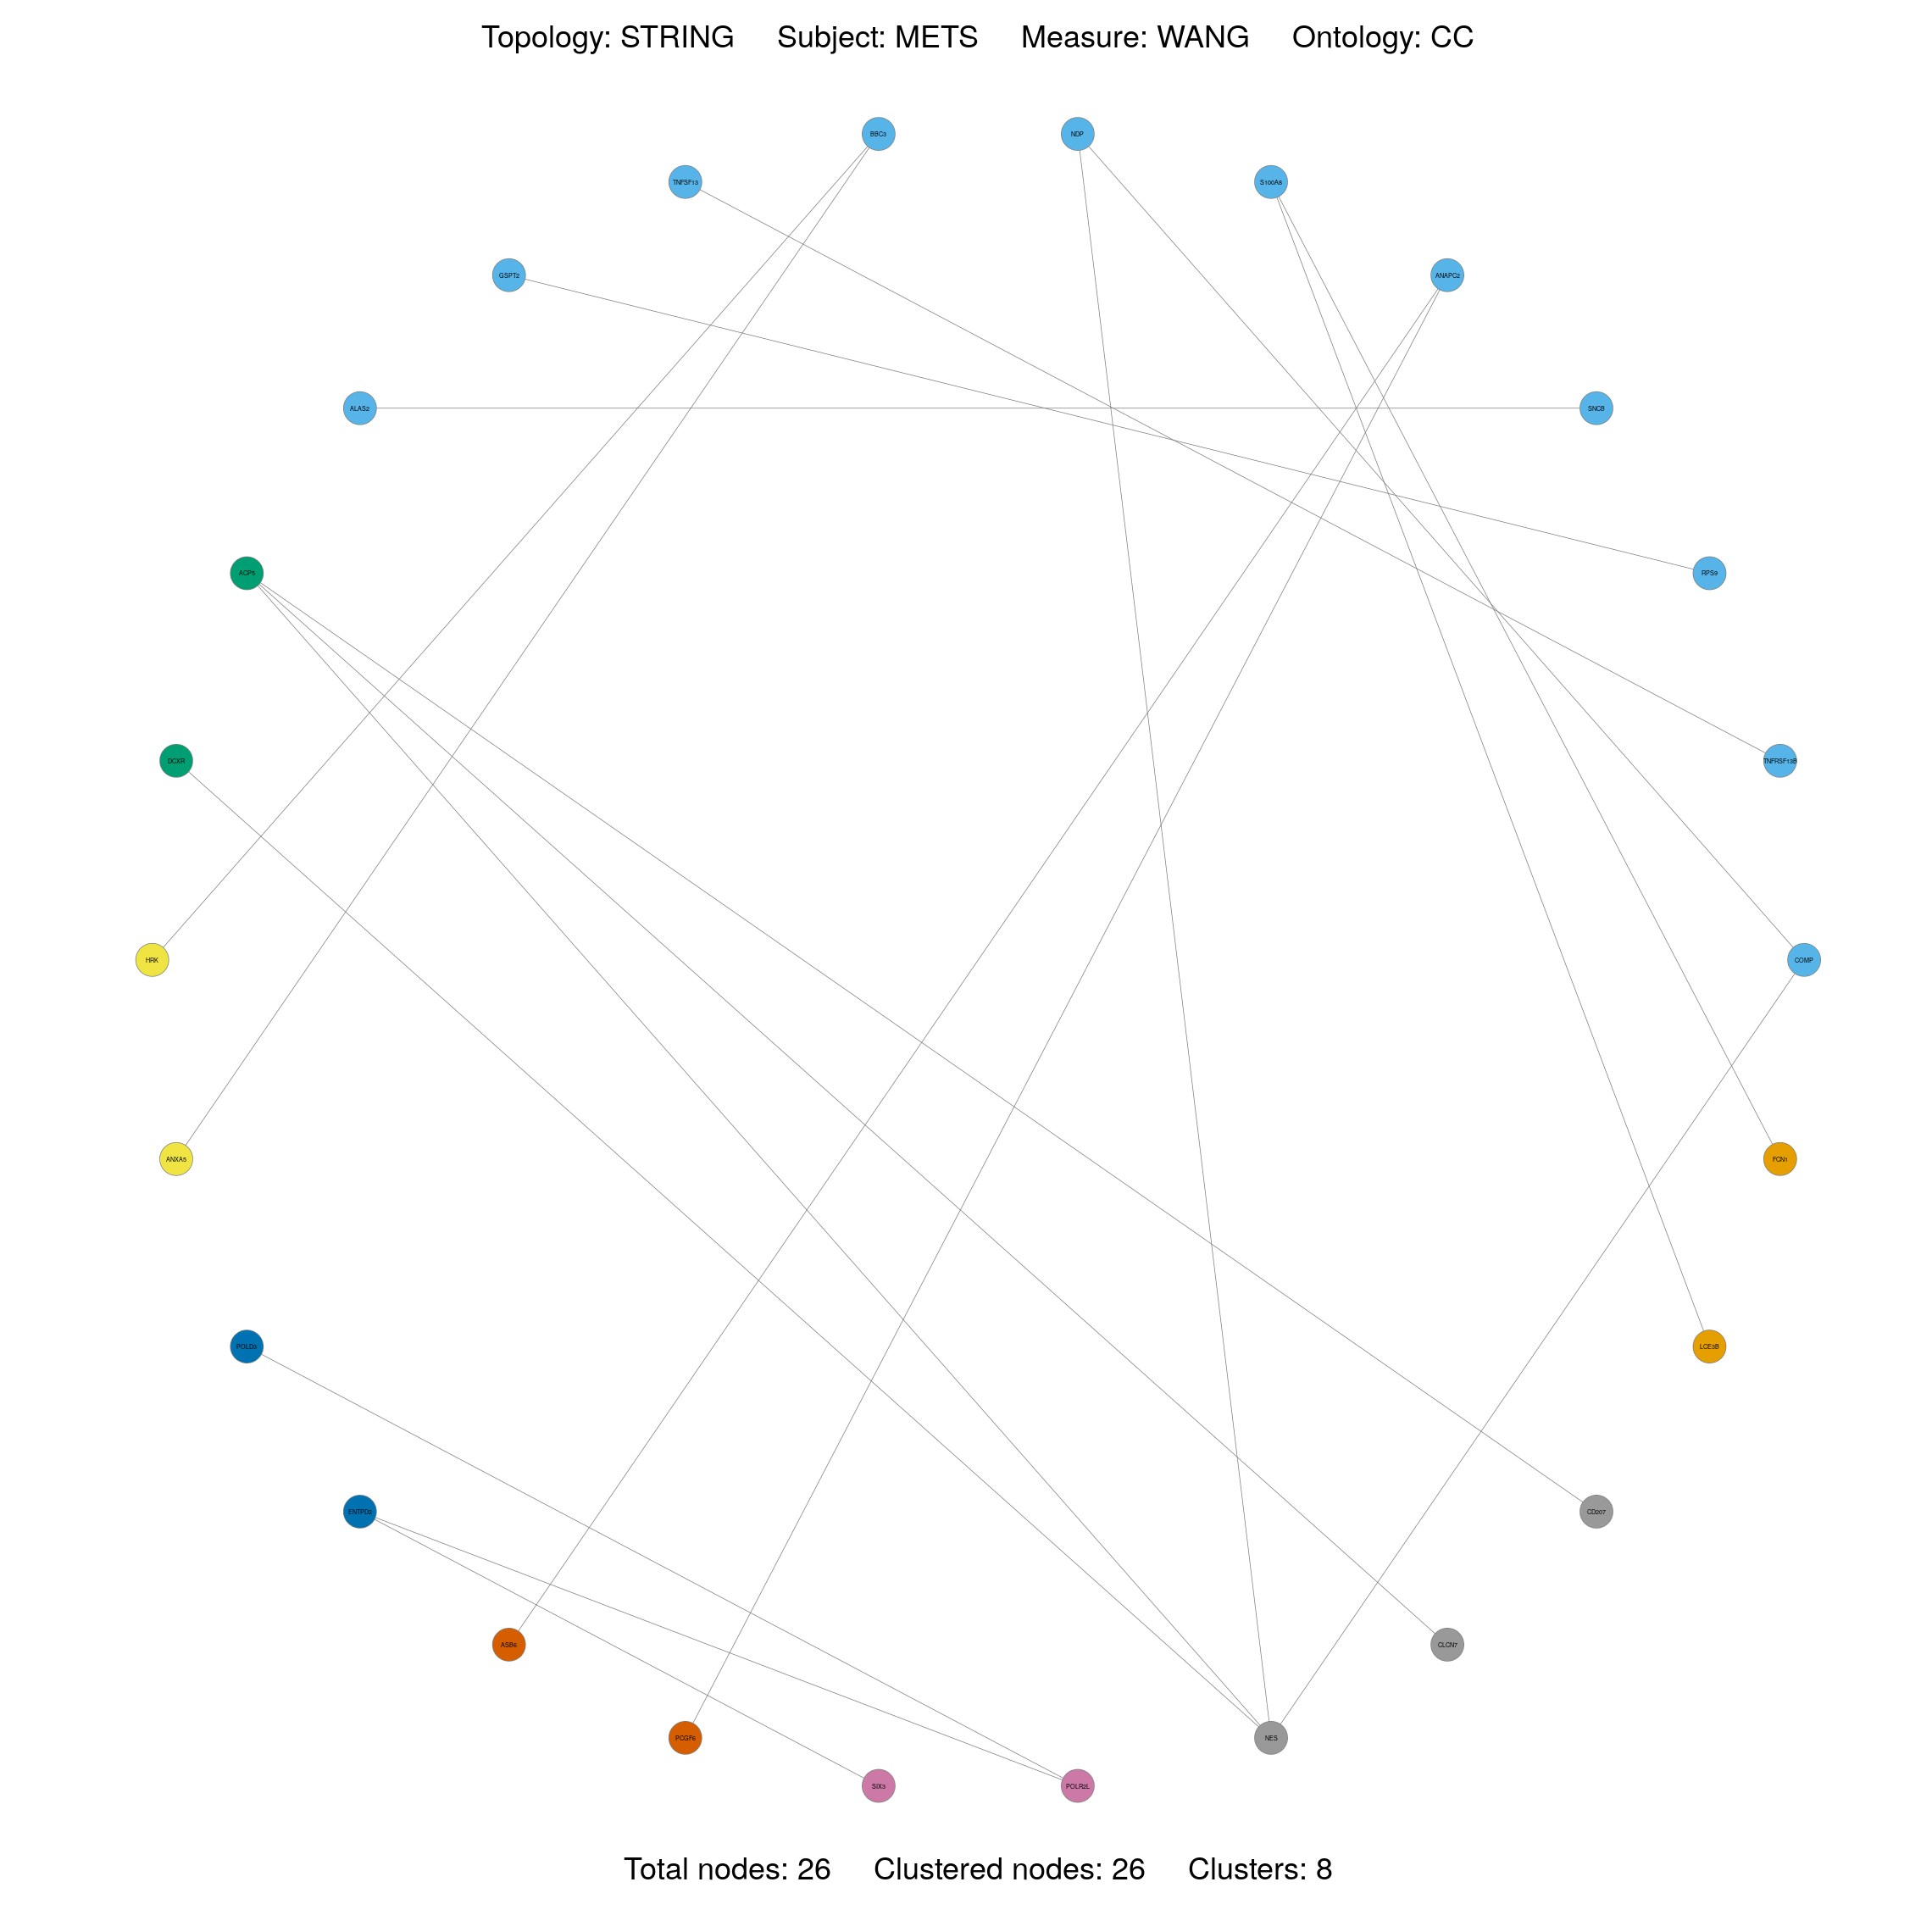 Topology: STRING Subject: METS Measure: WANG Ontology: CC
BBC3
NDP
TNFSF13
S100A8
GSPT2
ANAPC2
ALAS2
SNCB
ACP5
RPS9
DCXR
TNFRSF13B
HRK
COMP
ANXA5
FCN1
POLD3
LCE3B
ENTPD2
CD207
ASB6
CLCN7
PCGF6
NES
SIX3
POLR2L
Total nodes: 26 Clustered nodes: 26 Clusters: 8